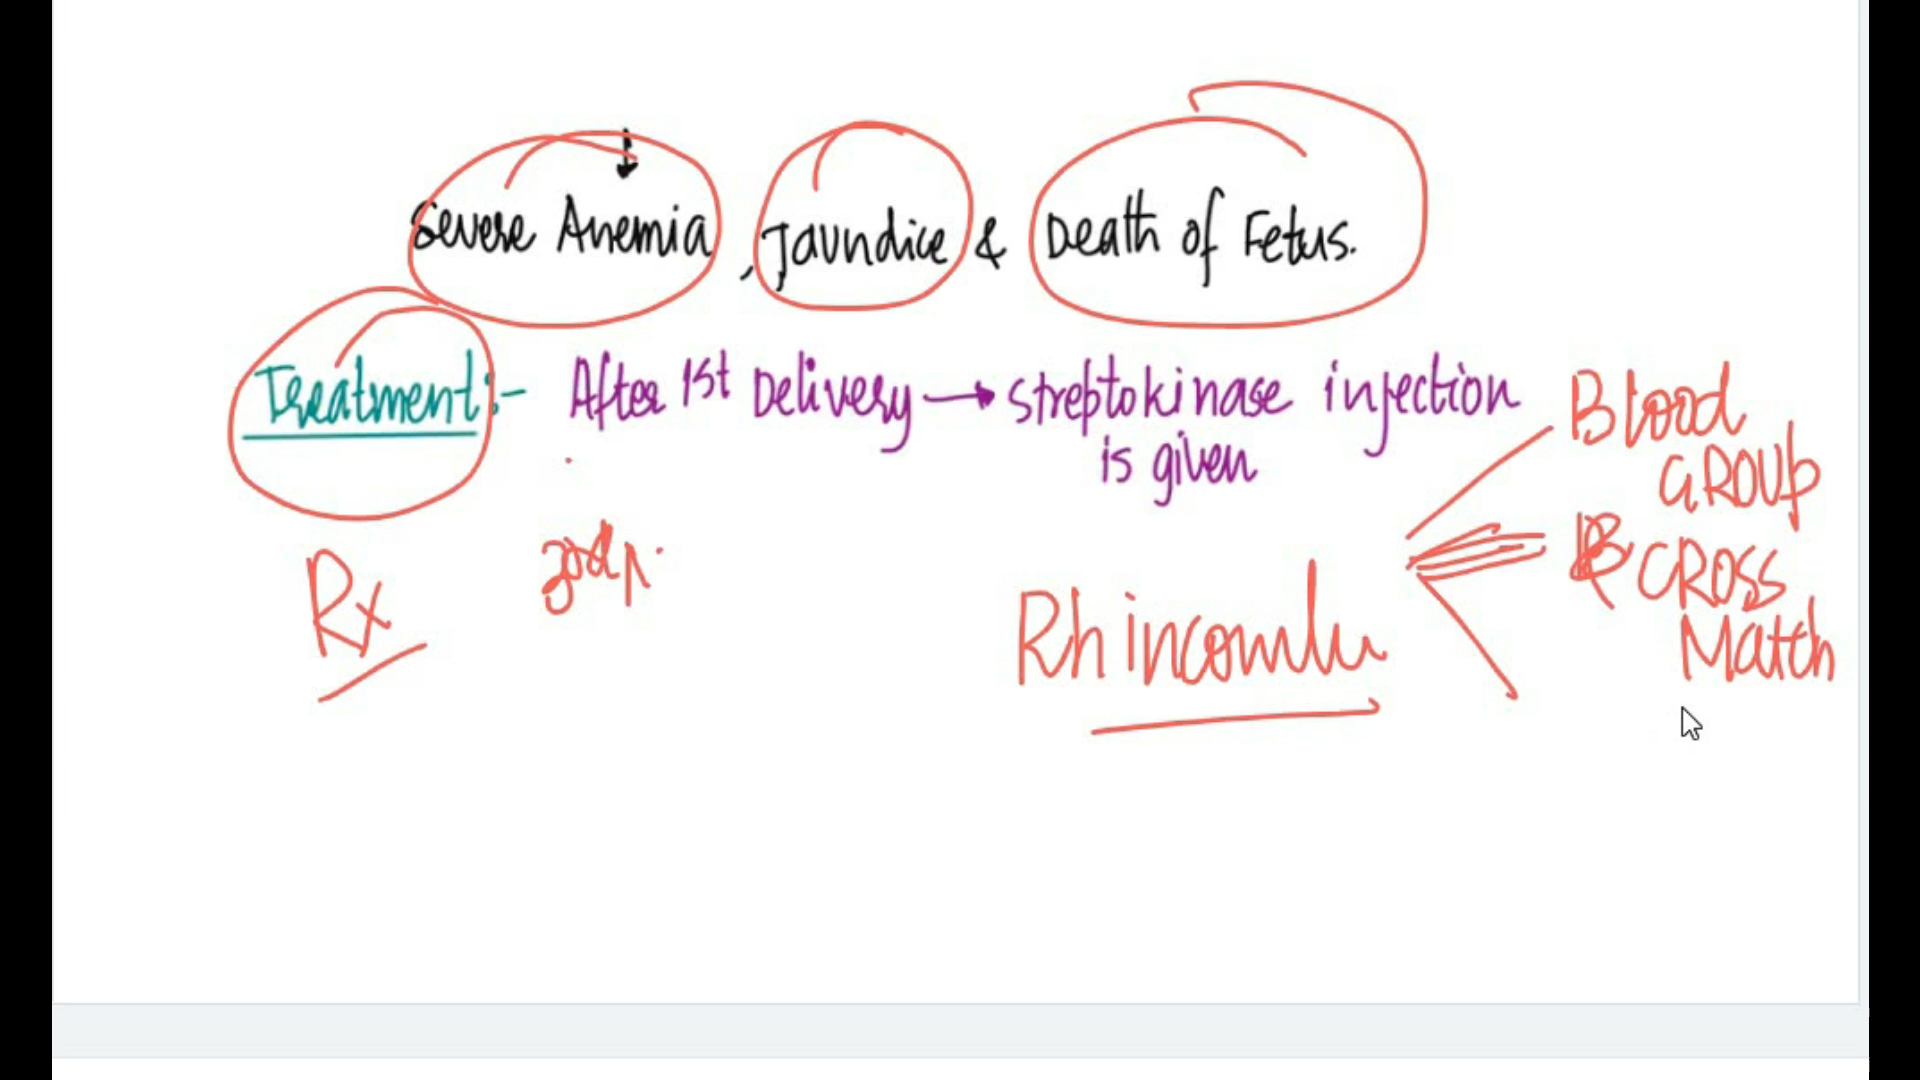 Severe Anemia, Jaundice & Death of Fetus.
Treatment:- After 1st Delivery → streptokinase injection
is given
Blood
GROUP
CROSS
Match
Rx
Rh